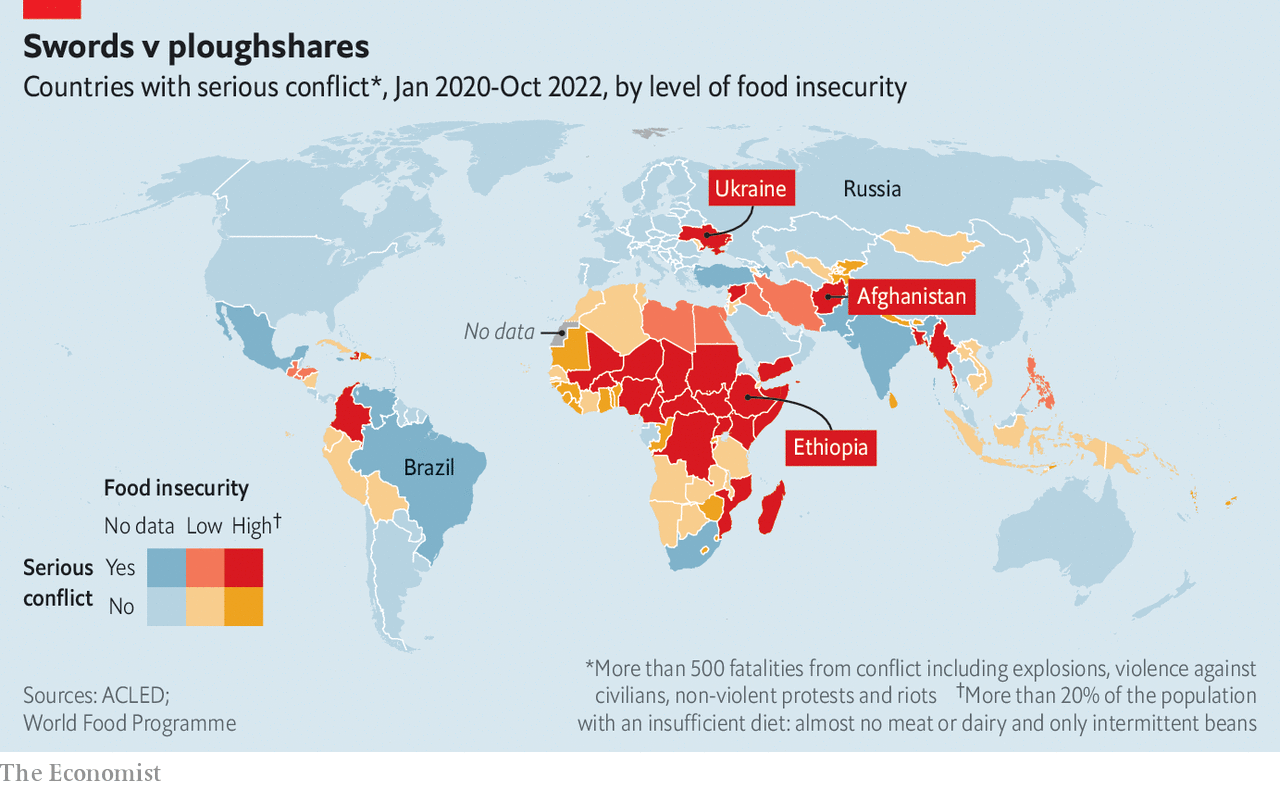 Swords v ploughshares
Countries with serious conflict*, Jan 2020-Oct 2022, by level of food insecurity
Ukraine
Russia
Afghanistan
No data
Ethiopia
Brazil
Food insecurity
No data Low High†
Serious conflict
Yes
No
*More than 500 fatalities from conflict including explosions, violence against
civilians, non-violent protests and riots †More than 20% of the population
with an insufficient diet: almost no meat or dairy and only intermittent beans
Sources: ACLED;
World Food Programme
The Economist